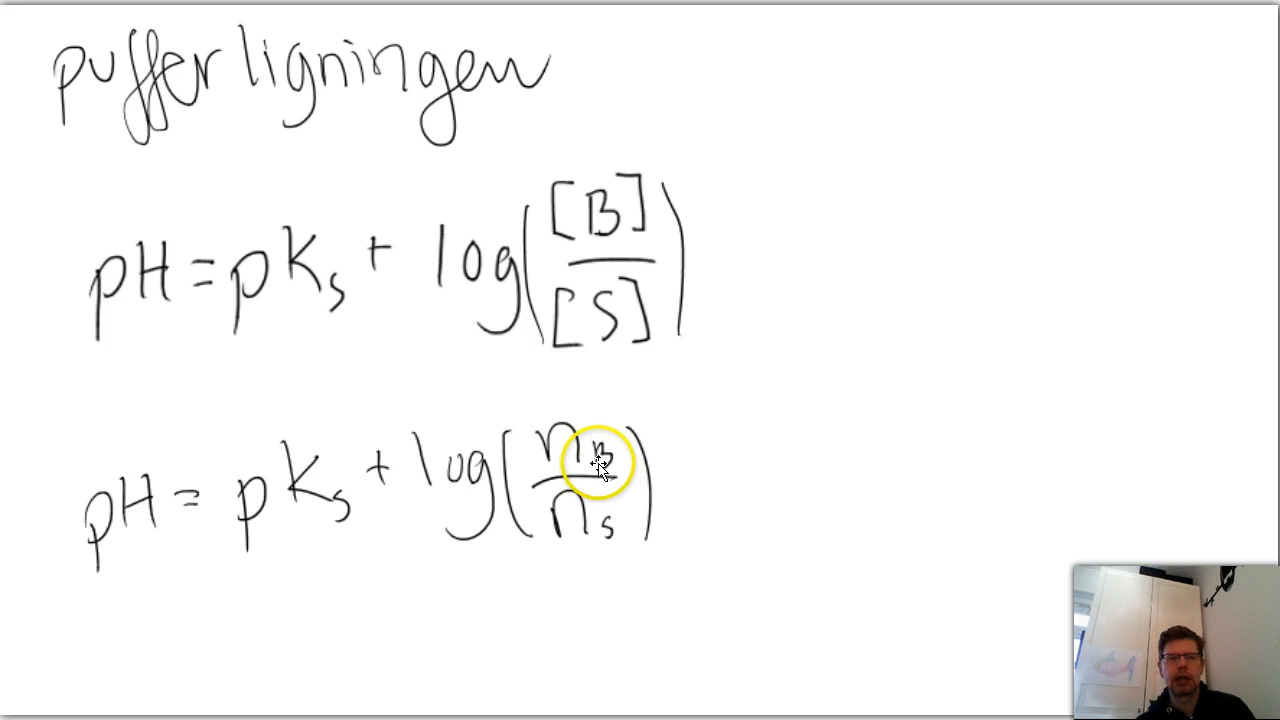 pufferligningen
pH = pKs + log([B]/[S])
pH = pKs + log(nB/ns)